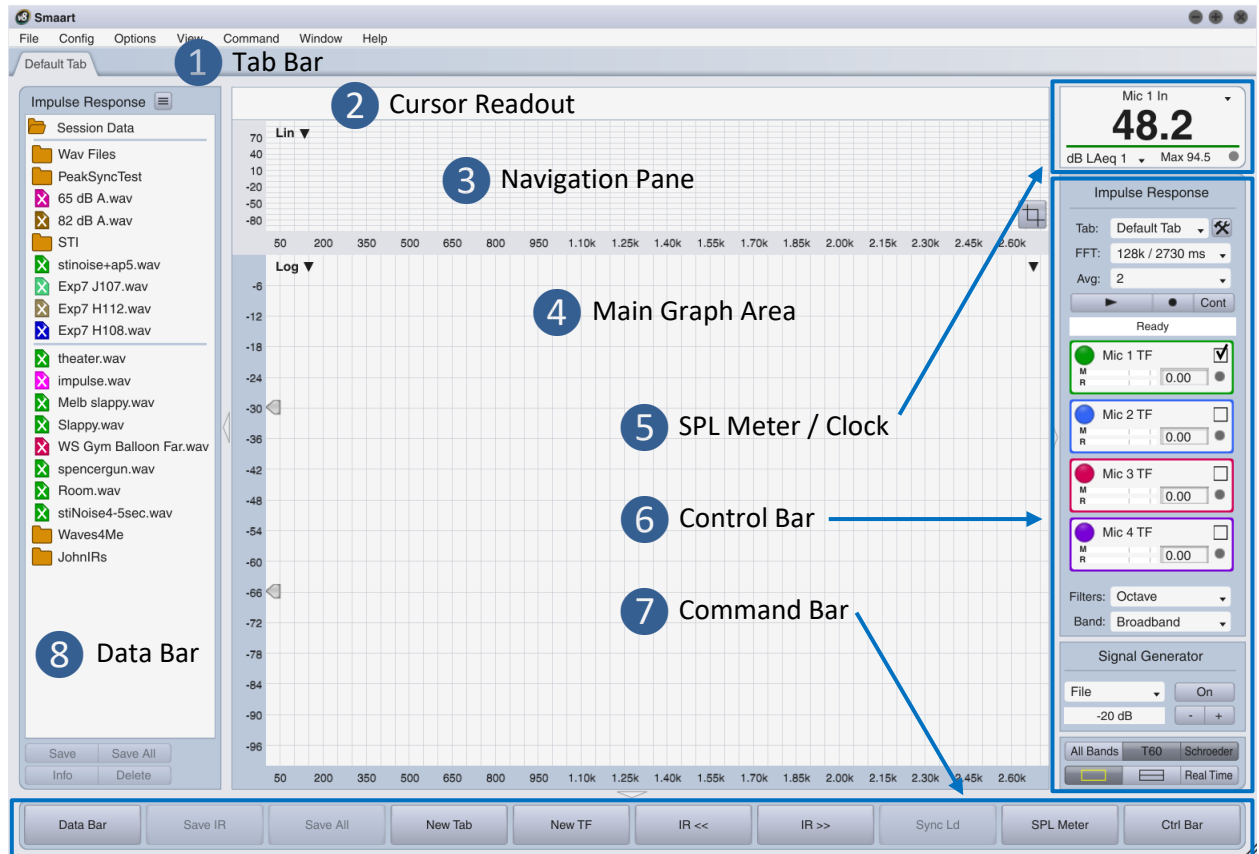 v8 Smaart
File Config Options View Command Window Help
Default Tab
1 Tab Bar
Impulse Response
Session Data
Wav Files
PeakSyncTest
65 dB A.wav
82 dB A.wav
STI
stinoise+ap5.wav
Exp7 J107.wav
Exp7 H112.wav
Exp7 H108.wav
theater.wav
impulse.wav
Melb slappy.wav
Slappy.wav
WS Gym Balloon Far.wav
spencergun.wav
Room.wav
stiNoise4-5sec.wav
Waves4Me
JohnIRs
8 Data Bar
Save Save All
Info Delete
2 Cursor Readout
Lin
70
40
10
-20
-50
-80
3 Navigation Pane
50 200 350 500 650 800 950 1.10k 1.25k 1.40k 1.55k 1.70k 1.85k 2.00k 2.15k 2.30k 2.45k 2.60k
Log
-6
-12
-18
-24
-30
-36
-42
-48
-54
-60
-66
-72
-78
-84
-90
-96
4 Main Graph Area
5 SPL Meter / Clock
6 Control Bar
7 Command Bar
50 200 350 500 650 800 950 1.10k 1.25k 1.40k 1.55k 1.70k 1.85k 2.00k 2.15k 2.30k 2.45k 2.60k
Mic 1 In
48.2
dB LAeq 1 Max 94.5
Impulse Response
Tab: Default Tab
FFT: 128k / 2730 ms
Avg: 2
Cont
Ready
Mic 1 TF
M
R 0.00
Mic 2 TF
M
R 0.00
Mic 3 TF
M
R 0.00
Mic 4 TF
M
R 0.00
Filters: Octave
Band: Broadband
Signal Generator
File On
-20 dB - +
All Bands T60 Schroeder
Real Time
Data Bar Save IR Save All New Tab New TF IR << IR >> Sync Ld SPL Meter Ctrl Bar